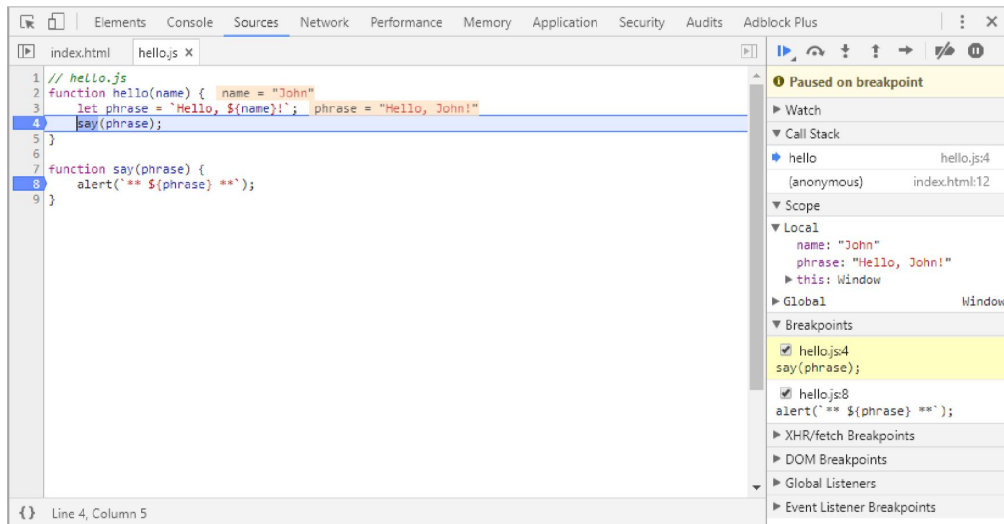 Elements Console Sources Network Performance Memory Application Security Audits Adblock Plus
index.html hello.js X
1 // hello.js
2 function hello(name) { name = "John"
3 let phrase = `Hello, ${name}!`; phrase = "Hello, John!"
4 say(phrase);
5 }
6
7 function say(phrase) {
8 alert(`** ${phrase} **`);
9 }
{} Line 4, Column 5
Paused on breakpoint
Watch
Call Stack
hello hello.js:4
(anonymous) index.html:12
Scope
Local
name: "John"
phrase: "Hello, John!"
this: Window
Global Window
Breakpoints
hello.js:4
say(phrase);
hello.js:8
alert(`** ${phrase} **`);
XHR/fetch Breakpoints
DOM Breakpoints
Global Listeners
Event Listener Breakpoints